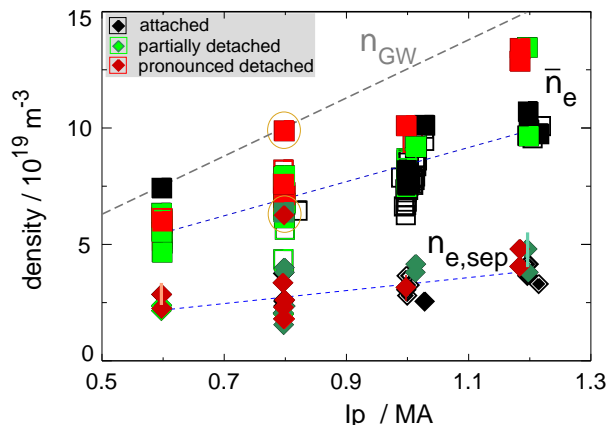 15
10
5
0
density / 10^19 m^-3
attached
partially detached
pronounced detached
n_GW
n̄_e
n_e,sep
0.5 0.7 0.9 1.1 1.3
Ip / MA